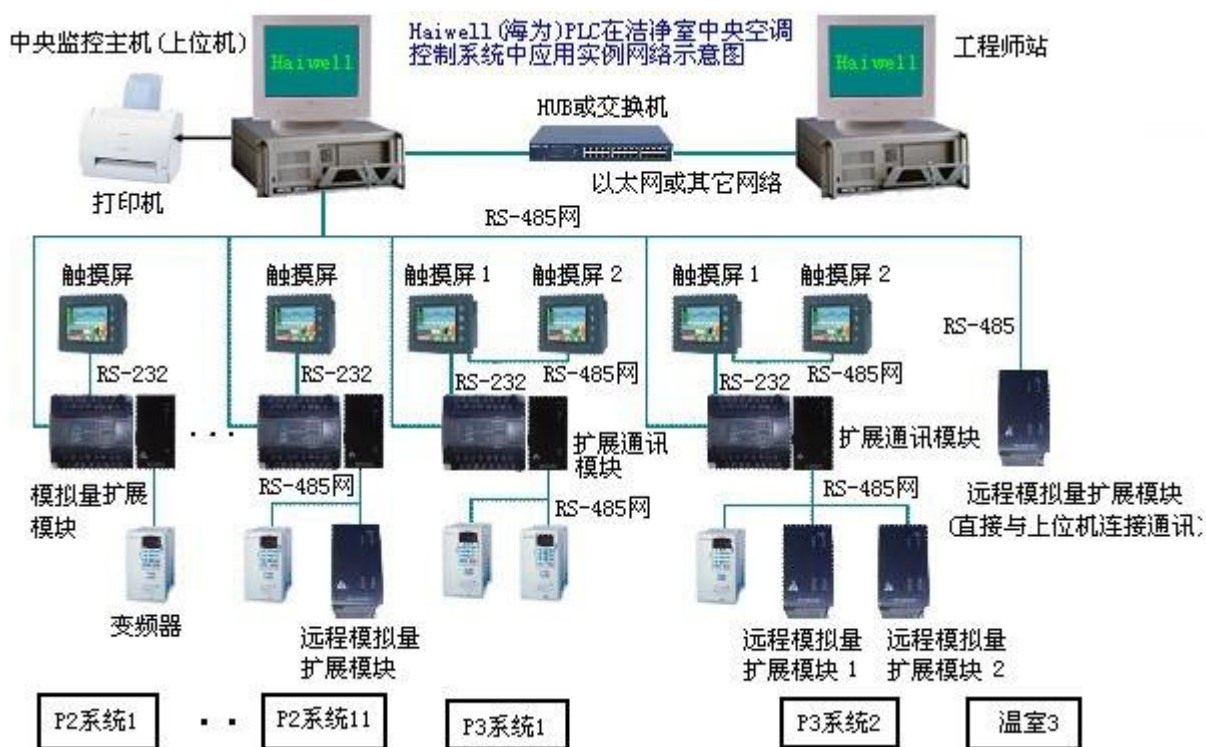 中央监控主机(上位机)
Haiwell
Haiwell(海为)PLC在洁净室中央空调
控制系统中应用实例网络示意图
Haiwell
工程师站
HUB或交换机
打印机
以太网或其它网络
RS-485网
触摸屏
触摸屏
触摸屏1
触摸屏2
触摸屏1
触摸屏2
RS-485
RS-232
RS-232
RS-232
RS-485网
RS-232
RS-485网
...
扩展通讯
模块
扩展通讯模块
模拟量扩展
模块
RS-485网
RS-485网
RS-485网
远程模拟量扩展模块
(直接与上位机连接通讯)
变频器
远程模拟量
扩展模块
远程模拟量
扩展模块1
远程模拟量
扩展模块2
P2系统1
..
P2系统11
P3系统1
P3系统2
温室3